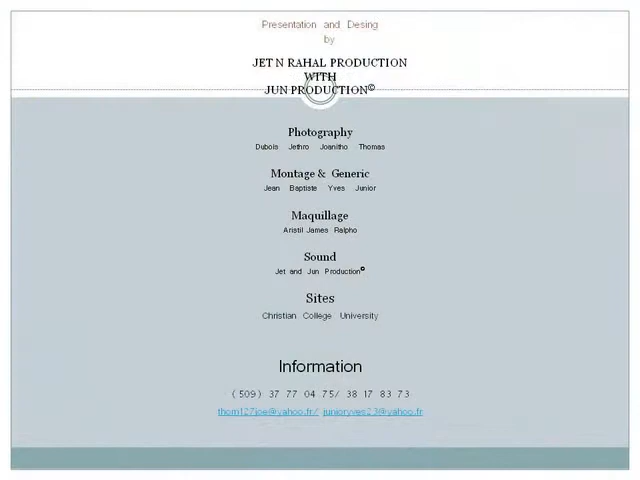 Presentation and Desing
by
JET N RAHAL PRODUCTION
WITH
JUN PRODUCTION©
Photography
Dubois Jethro Joanitho Thomas
Montage & Generic
Jean Baptiste Yves Junior
Maquillage
Aristil James Ralpho
Sound
Jet and Jun Production©
Sites
Christian College University
Information
(509) 37 77 04 75/ 38 17 83 73
thom127joe@yahoo.fr/ junioryves23@yahoo.fr